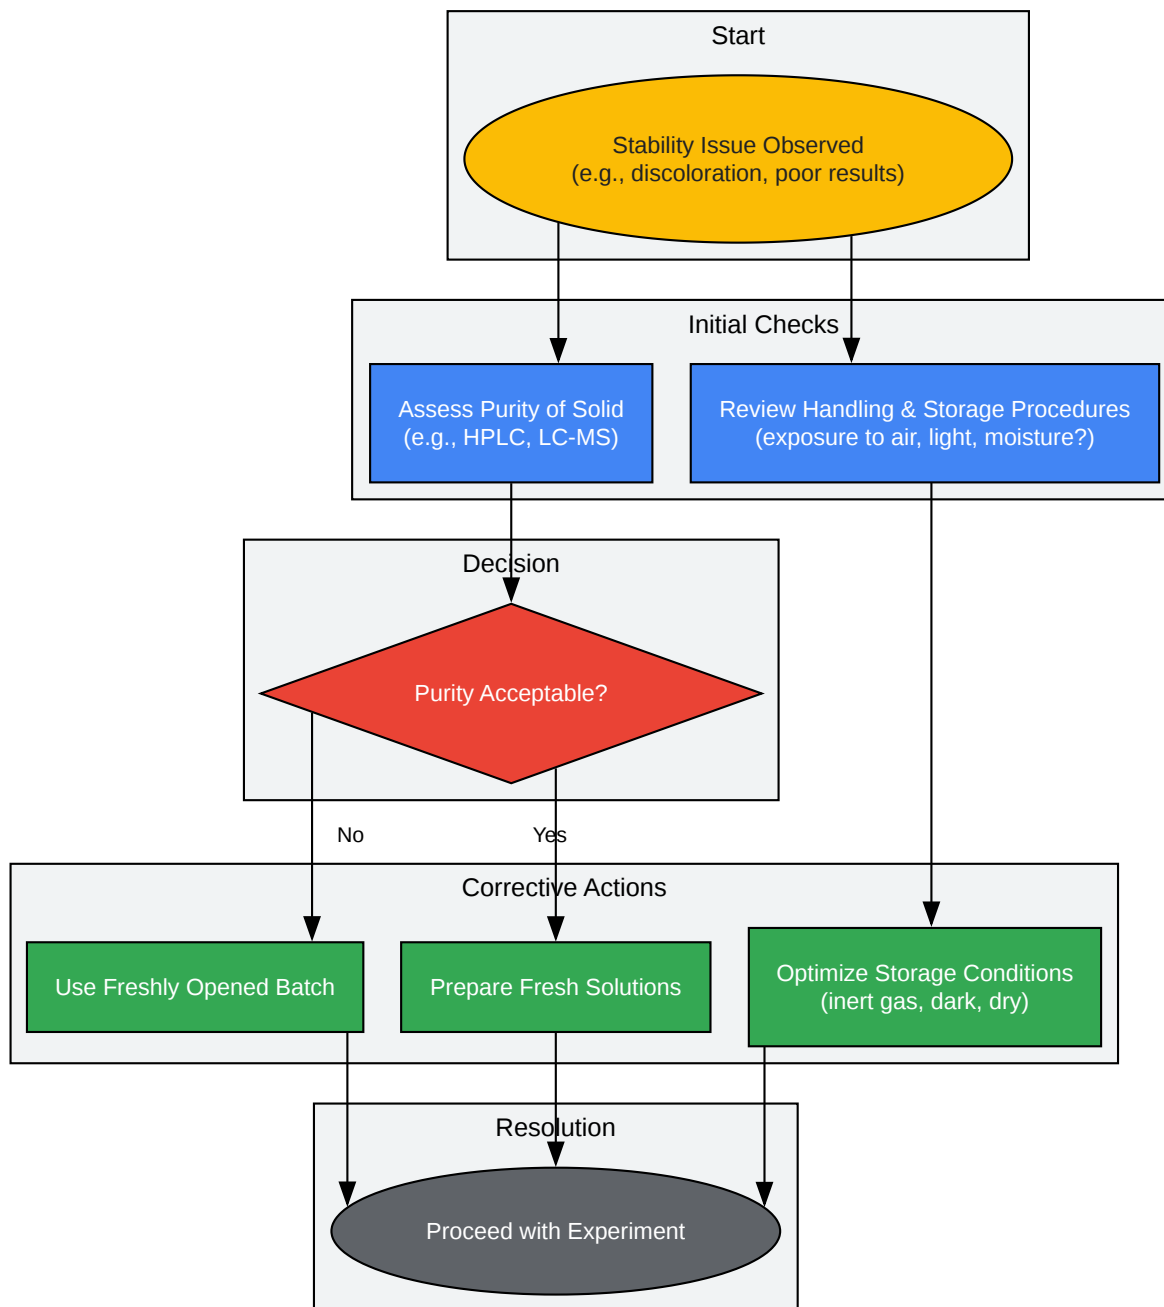 Start
Stability Issue Observed
(e.g., discoloration, poor results)
Initial Checks
Assess Purity of Solid
(e.g., HPLC, LC-MS)
Review Handling & Storage Procedures
(exposure to air, light, moisture?)
Decision
Purity Acceptable?
No
Yes
Corrective Actions
Use Freshly Opened Batch
Prepare Fresh Solutions
Optimize Storage Conditions
(inert gas, dark, dry)
Resolution
Proceed with Experiment